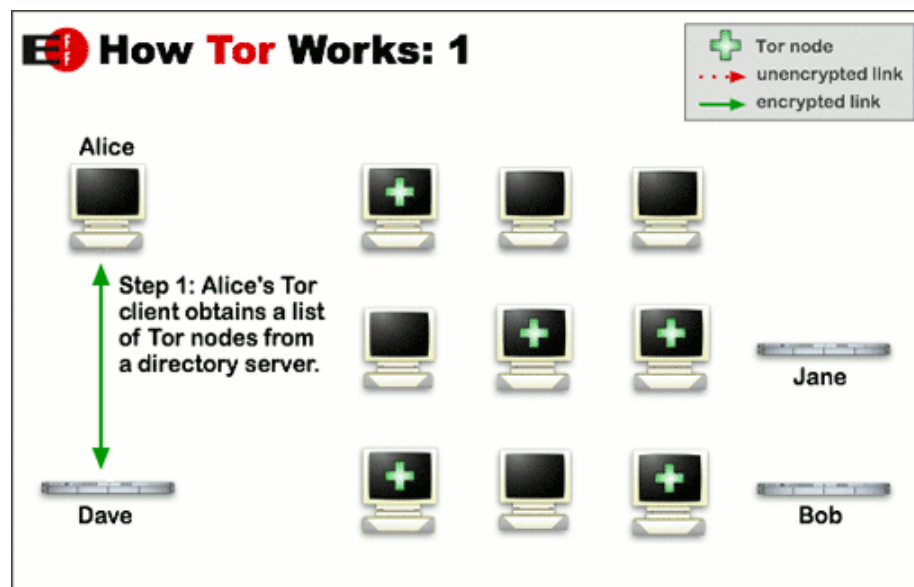 EFF How Tor Works: 1
Tor node
unencrypted link
encrypted link
Alice
Step 1: Alice's Tor
client obtains a list
of Tor nodes from
a directory server.
Jane
Dave
Bob